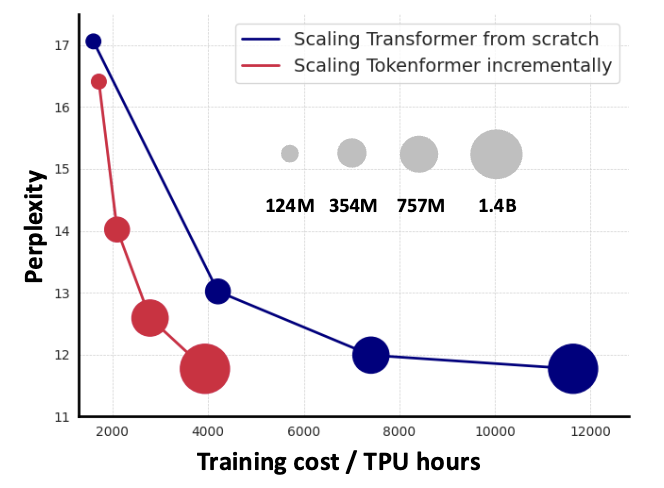 Scaling Transformer from scratch
Scaling Tokenformer incrementally
124M 354M 757M 1.4B
Perplexity
17
16
15
14
13
12
11
2000 4000 6000 8000 10000 12000
Training cost / TPU hours